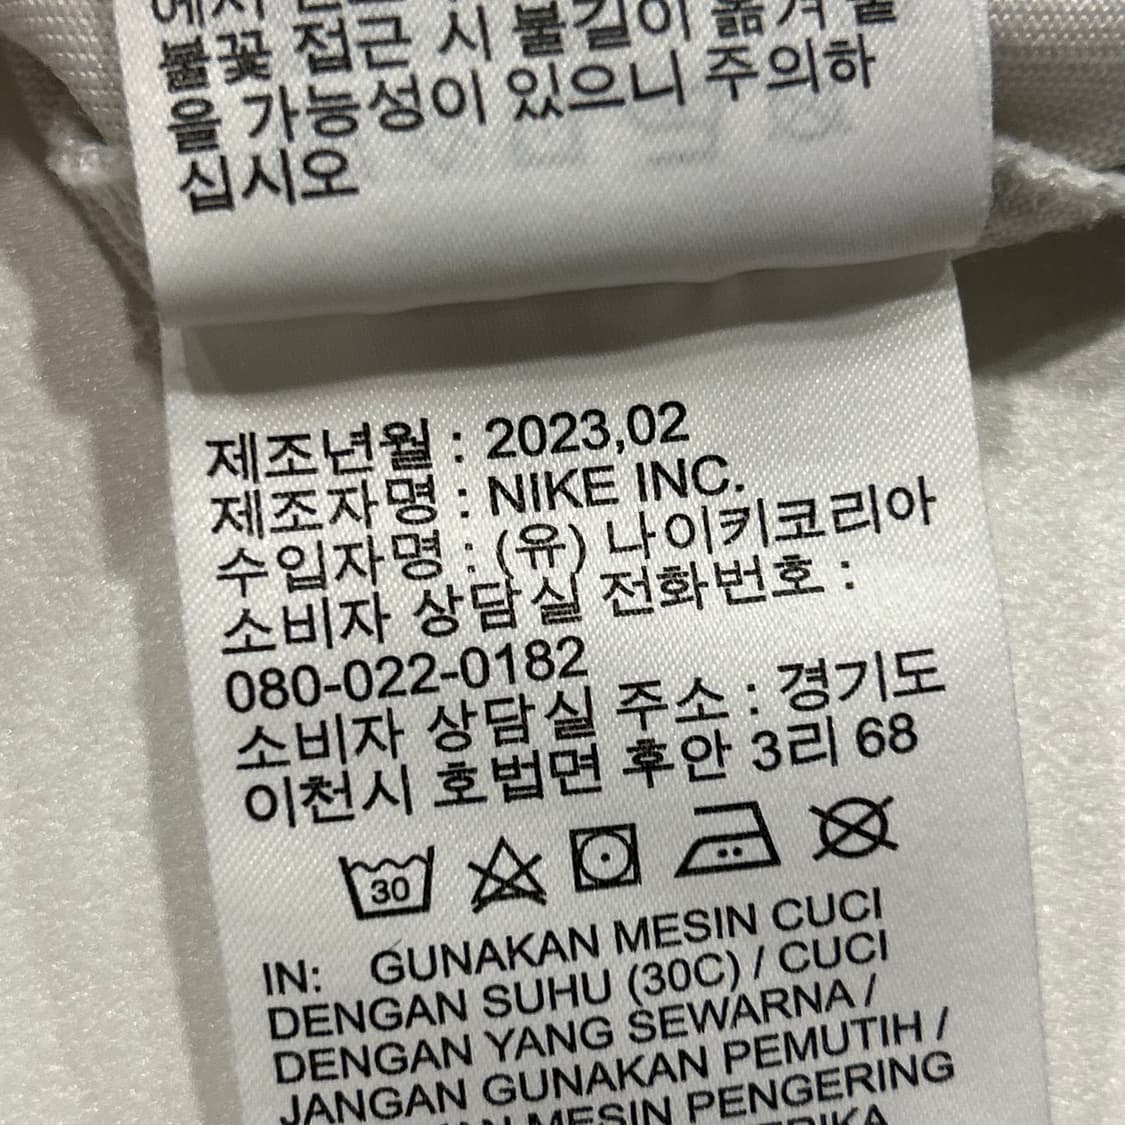 불꽃 접근 시 불길이 옮겨 붙
을 가능성이 있으니 주의하
십시오
제조년월 : 2023,02
제조자명 : NIKE INC.
수입자명 : (유) 나이키코리아
소비자 상담실 전화번호 :
080-022-0182
소비자 상담실 주소 : 경기도
이천시 호법면 후안 3리 68
30
IN: GUNAKAN MESIN CUCI
DENGAN SUHU (30C) / CUCI
DENGAN YANG SEWARNA /
JANGAN GUNAKAN PEMUTIH /
MESIN PENGERING